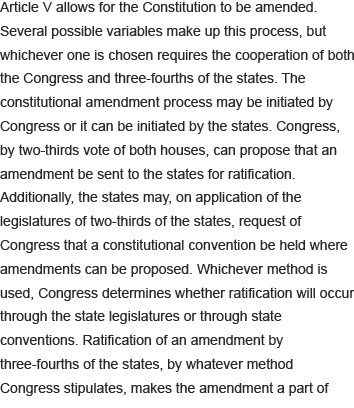 Article V allows for the Constitution to be amended.
Several possible variables make up this process, but
whichever one is chosen requires the cooperation of both
the Congress and three-fourths of the states. The
constitutional amendment process may be initiated by
Congress or it can be initiated by the states. Congress,
by two-thirds vote of both houses, can propose that an
amendment be sent to the states for ratification.
Additionally, the states may, on application of the
legislatures of two-thirds of the states, request of
Congress that a constitutional convention be held where
amendments can be proposed. Whichever method is
used, Congress determines whether ratification will occur
through the state legislatures or through state
conventions. Ratification of an amendment by
three-fourths of the states, by whatever method
Congress stipulates, makes the amendment a part of